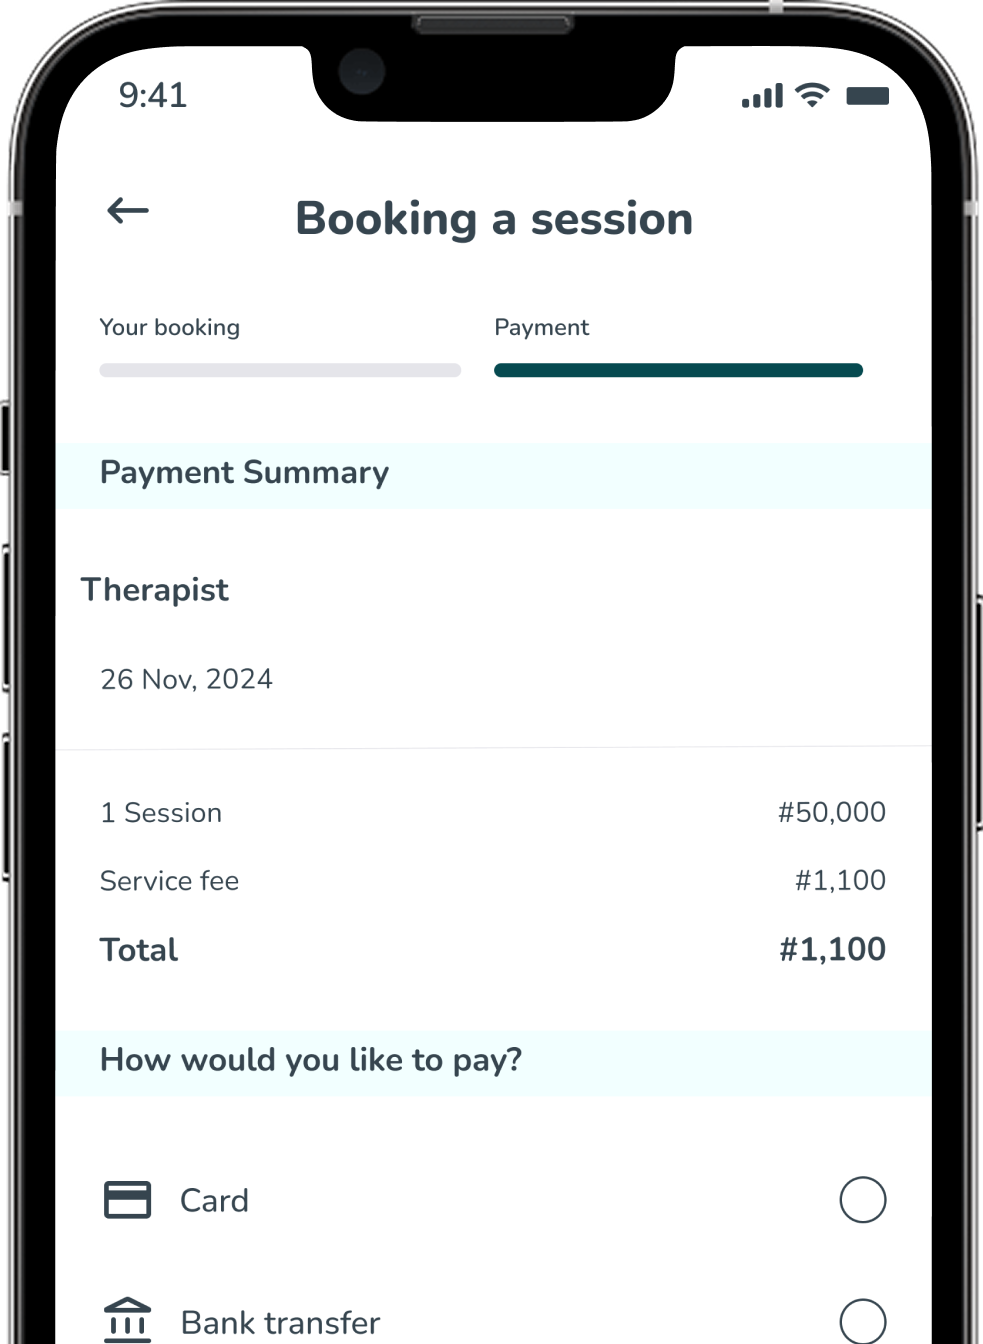 9:41
Booking a session
Your booking Payment
Payment Summary
Therapist
26 Nov, 2024
1 Session #50,000
Service fee #1,100
Total #1,100
How would you like to pay?
Card
Bank transfer